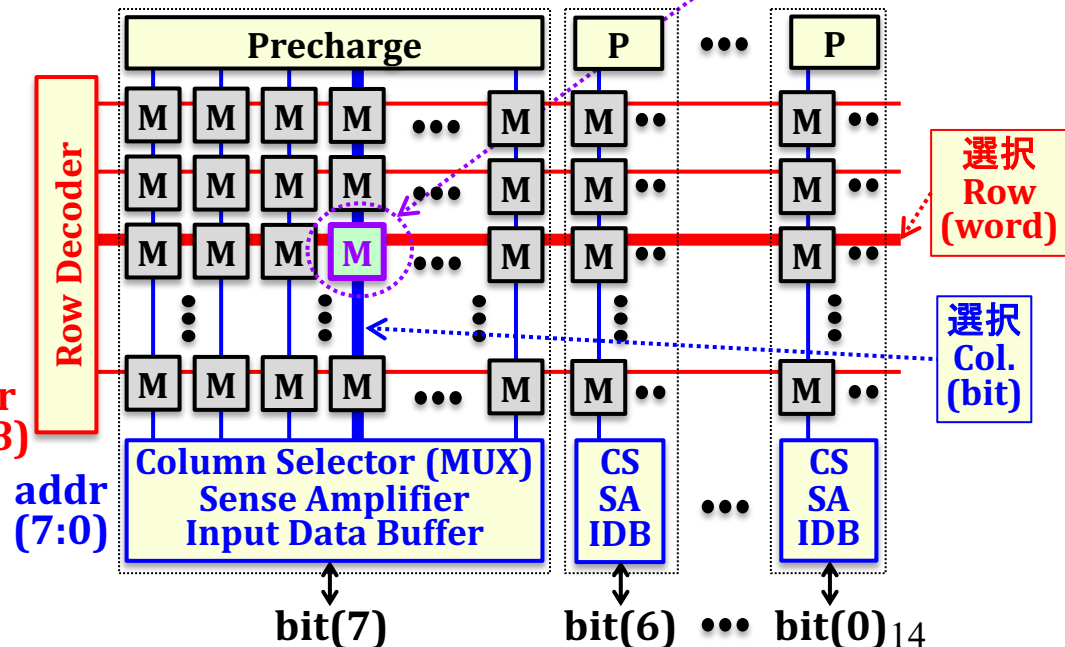 Precharge
P
•••
P
Row Decoder
M M M M ••• M M •• M ••
M M M M ••• M M •• M ••
M M M M ••• M M •• M ••
M M M M ••• M M •• M ••
選択
Row
(word)
選択
Col.
(bit)
r
8)
addr
(7:0)
Column Selector (MUX)
Sense Amplifier
Input Data Buffer
CS
SA
IDB
•••
CS
SA
IDB
bit(7)
bit(6) ••• bit(0)
14